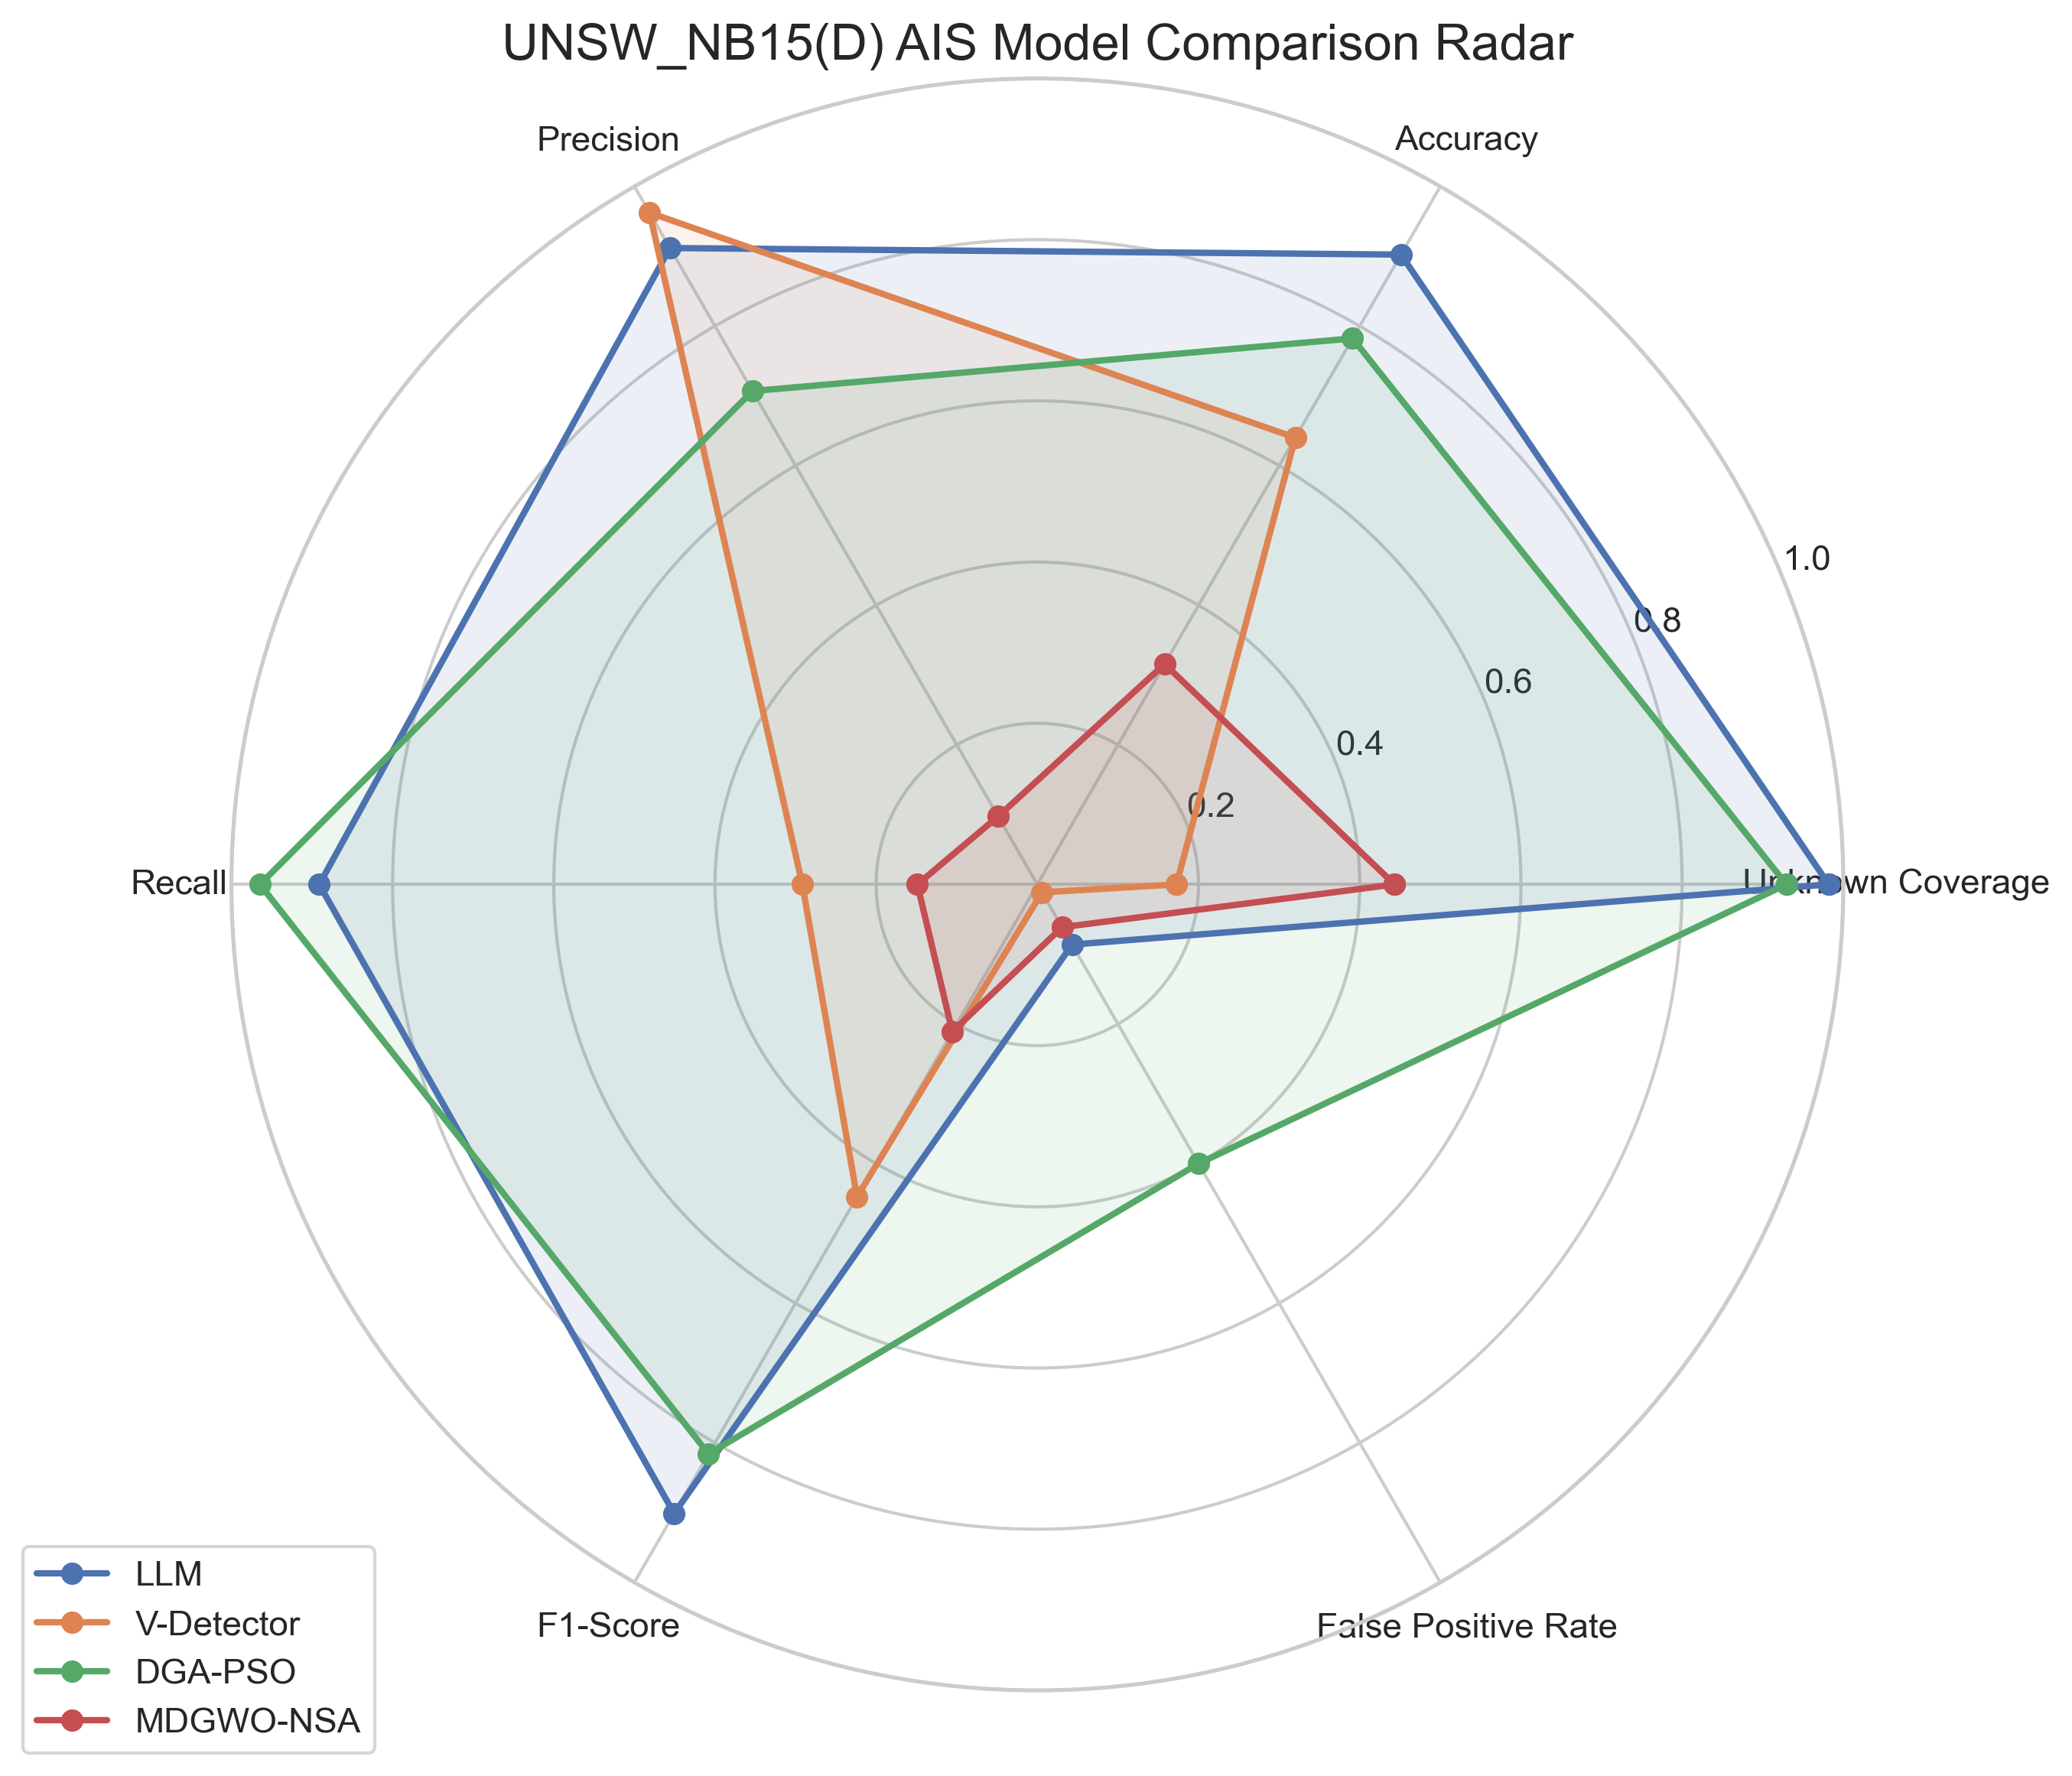 UNSW_NB15(D) AIS Model Comparison Radar
Precision
Accuracy
1.0
0.8
0.6
0.4
0.2
Recall
Unknown Coverage
F1-Score
False Positive Rate
LLM
V-Detector
DGA-PSO
MDGWO-NSA